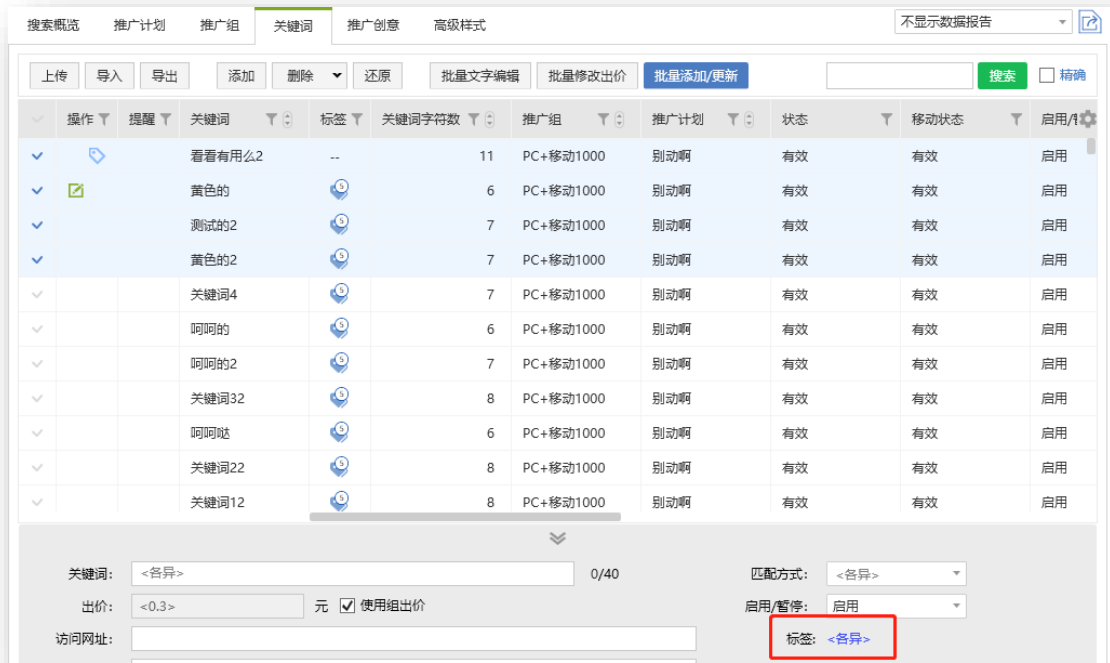 搜索概览 推广计划 推广组 关键词 推广创意 高级样式 不显示数据报告
上传 导入 导出 添加 删除 还原 批量文字编辑 批量修改出价 批量添加/更新 搜索 精确
操作 提醒 关键词 标签 关键词字符数 推广组 推广计划 状态 移动状态 启用/
看看有用么2 -- 11 PC+移动1000 别动啊 有效 有效 启用
黄色的 5 6 PC+移动1000 别动啊 有效 有效 启用
测试的2 5 7 PC+移动1000 别动啊 有效 有效 启用
黄色的2 5 7 PC+移动1000 别动啊 有效 有效 启用
关键词4 5 7 PC+移动1000 别动啊 有效 有效 启用
呵呵的 5 6 PC+移动1000 别动啊 有效 有效 启用
呵呵的2 5 7 PC+移动1000 别动啊 有效 有效 启用
关键词32 5 8 PC+移动1000 别动啊 有效 有效 启用
呵呵哒 5 6 PC+移动1000 别动啊 有效 有效 启用
关键词22 5 8 PC+移动1000 别动啊 有效 有效 启用
关键词12 5 8 PC+移动1000 别动啊 有效 有效 启用
关键词: <各异> 0/40 匹配方式: <各异>
出价: <0.3> 元 使用组出价 启用/暂停: 启用
访问网址: 标签: <各异>